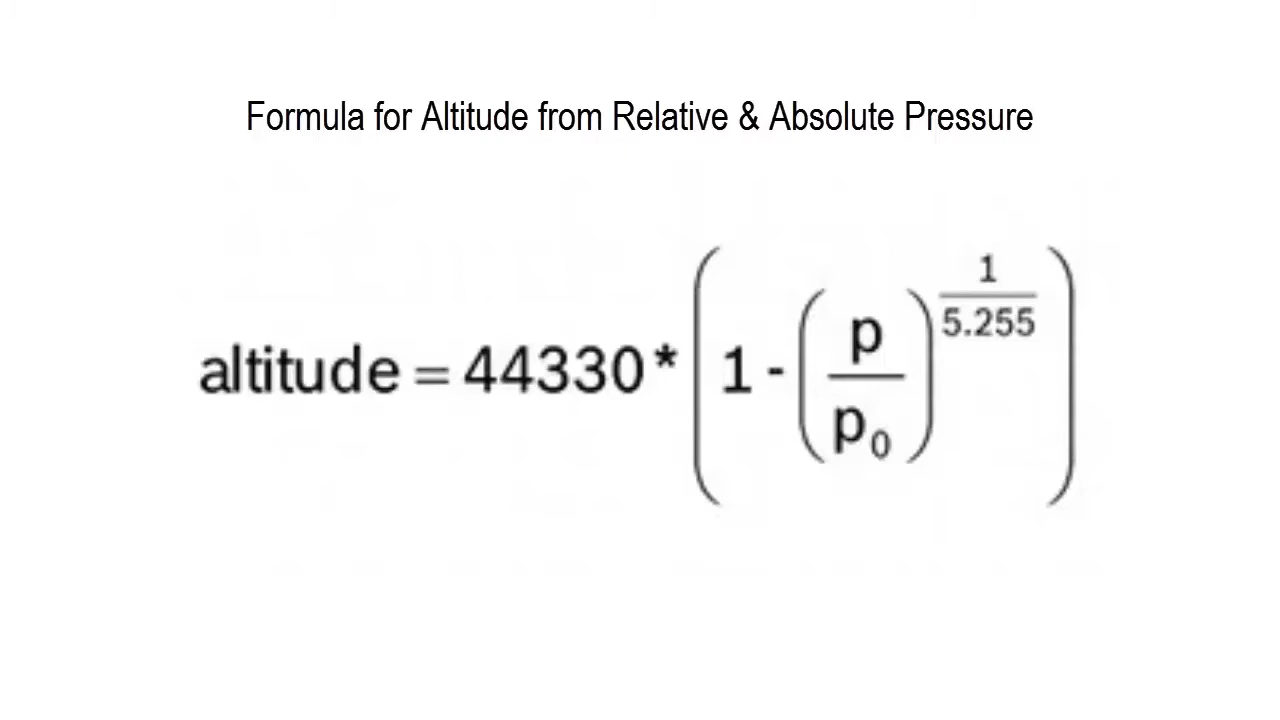 Formula for Altitude from Relative & Absolute Pressure
altitude = 44330 * ( 1 - ( p / p₀ ) ^ ( 1 / 5.255 ) )